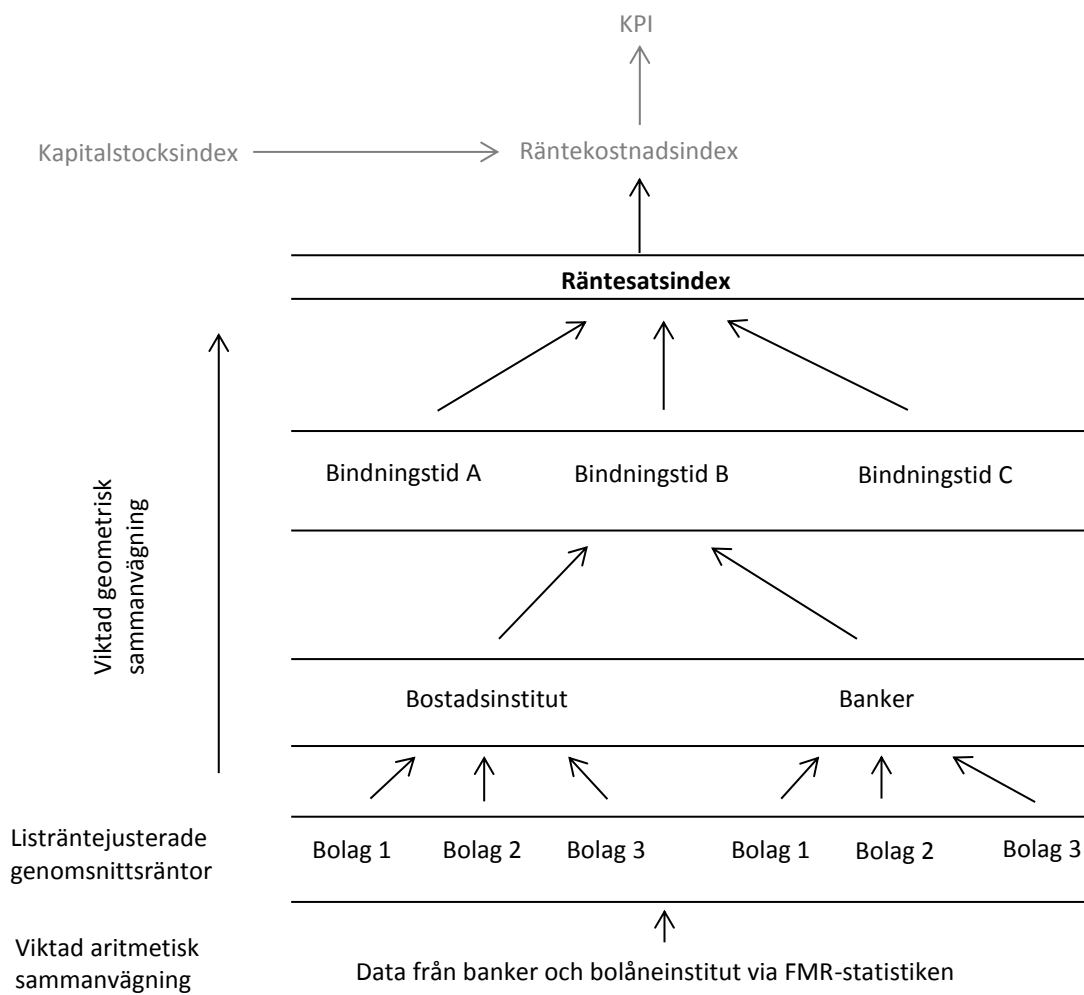 KPI
Kapitalstocksindex
Räntekostnadsindex
Räntesatsindex
Viktad geometrisk
sammanvägning
Bindningstid A
Bindningstid B
Bindningstid C
Bostadsinstitut
Banker
Listräntejusterade
genomsnittsräntor
Bolag 1
Bolag 2
Bolag 3
Bolag 1
Bolag 2
Bolag 3
Viktad aritmetisk
sammanvägning
Data från banker och bolåneinstitut via FMR-statistiken